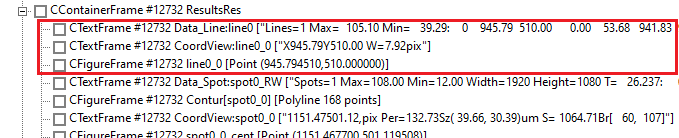 CContainerFrame #12732 ResultsRes
CTextFrame #12732 Data_Line:line0 ["Lines=1 Max= 105.10 Min= 39.29: 0 945.79 510.00 0.00 53.68 941.83
CTextFrame #12732 CoordView:line0_0 ["X945.79Y510.00 W=7.92pix"]
CFigureFrame #12732 line0_0 [Point (945.794510,510.000000)]
CTextFrame #12732 Data_Spot:spot0_RW ["Spots=1 Max=108.00 Min=12.00 Width=1920 Height=1080 T= 26.237:
CFigureFrame #12732 Contur[spot0_0] [Polyline 168 points]
CTextFrame #12732 CoordView:spot0_0 ["1151.47501.12,pix Per=132.73Sz( 39.66, 30.39)um S= 1064.71Br[ 60, 107]"]
CFigureFrame #12732 spot0_0_cent [Point (1151.467700,501.119508)]